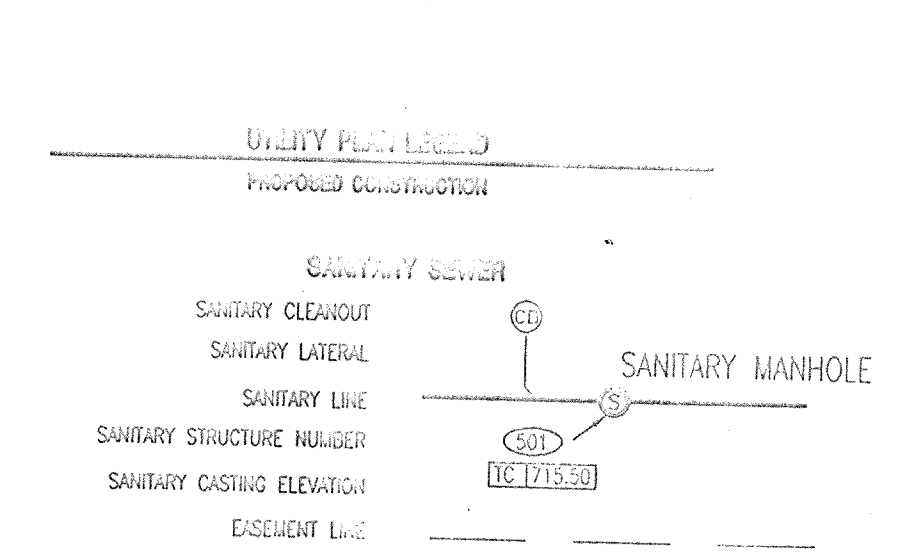 UTILITY PLAN LEGEND
PROPOSED CONSTRUCTION
SANITARY SEWER
SANITARY CLEANOUT CO
SANITARY LATERAL
SANITARY MANHOLE
SANITARY LINE S
SANITARY STRUCTURE NUMBER 501
SANITARY CASTING ELEVATION TC 715.50
EASEMENT LINE